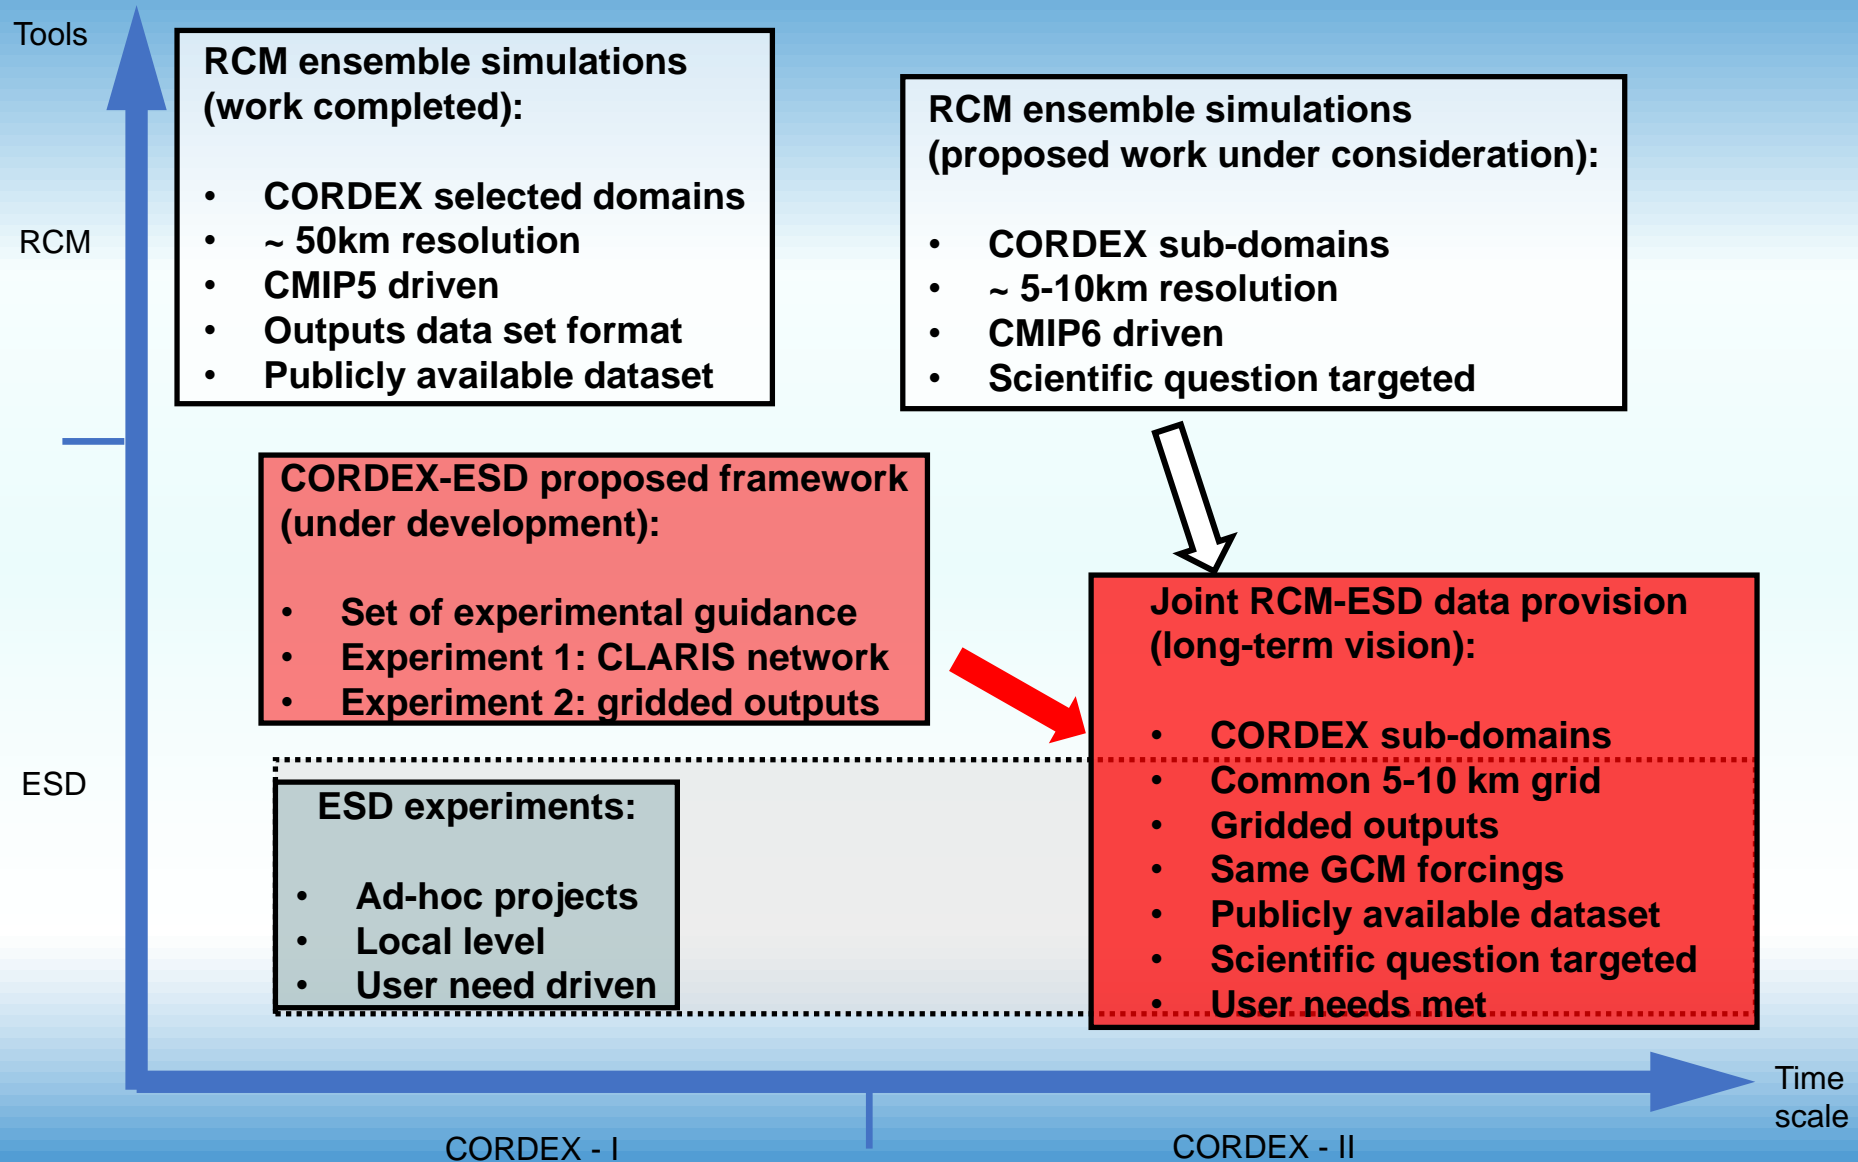 Tools
RCM ensemble simulations
(work completed):
• CORDEX selected domains
• ~ 50km resolution
• CMIP5 driven
• Outputs data set format
• Publicly available dataset
RCM ensemble simulations
(proposed work under consideration):
• CORDEX sub-domains
• ~ 5-10km resolution
• CMIP6 driven
• Scientific question targeted
RCM
CORDEX-ESD proposed framework
(under development):
• Set of experimental guidance
• Experiment 1: CLARIS network
• Experiment 2: gridded outputs
Joint RCM-ESD data provision
(long-term vision):
• CORDEX sub-domains
• Common 5-10 km grid
• Gridded outputs
• Same GCM forcings
• Publicly available dataset
• Scientific question targeted
• User needs met
ESD
ESD experiments:
• Ad-hoc projects
• Local level
• User need driven
Time
scale
CORDEX - I
CORDEX - II